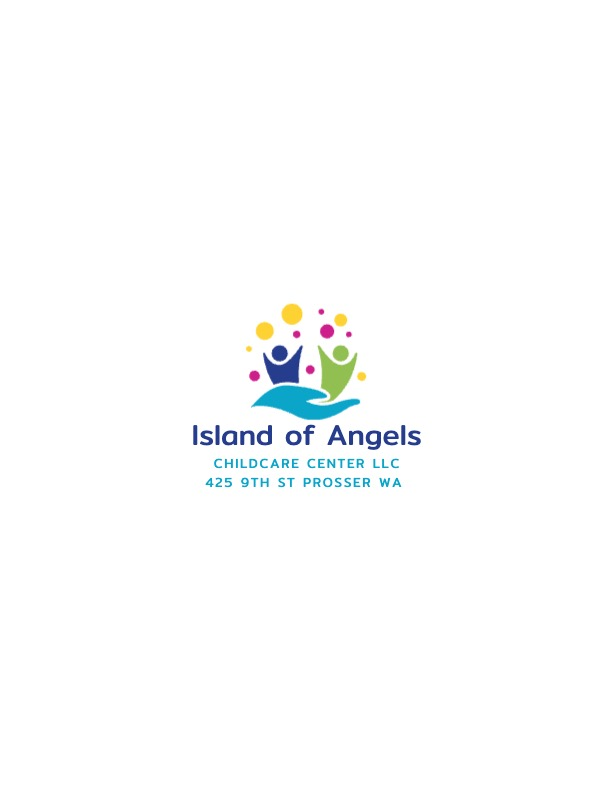 Island of Angels
CHILDCARE CENTER LLC
425 9TH ST PROSSER WA